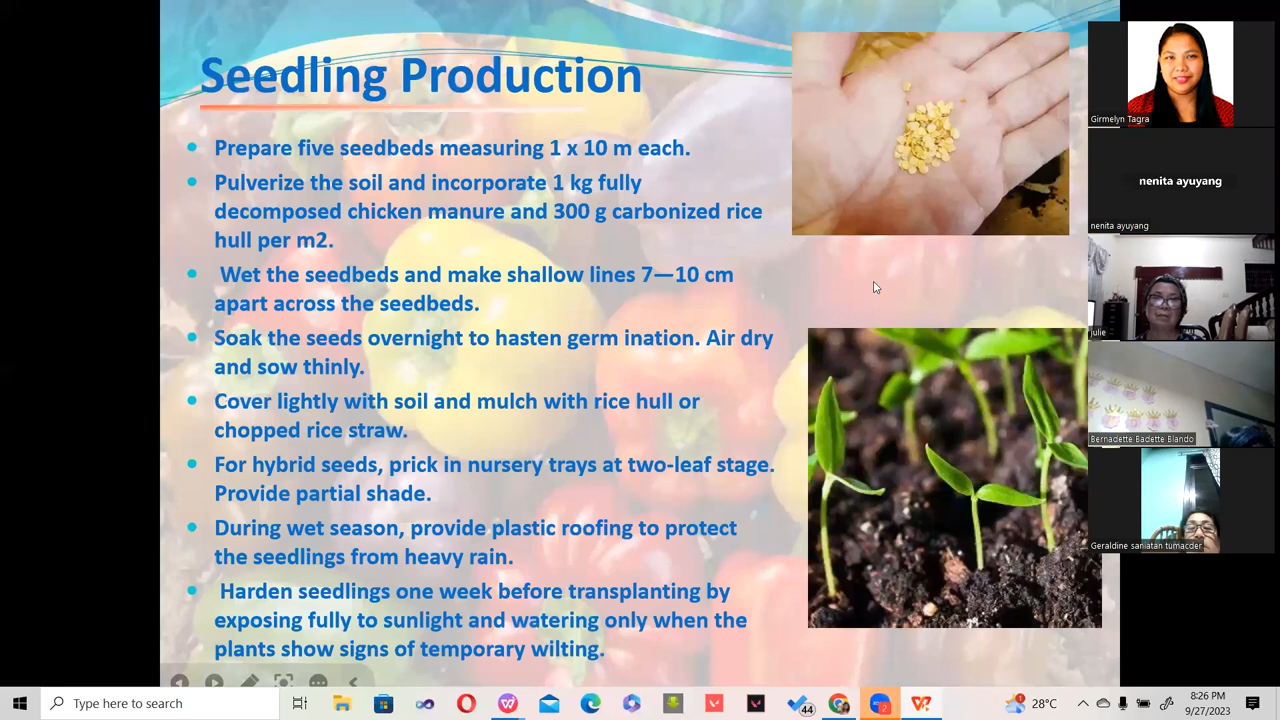 Seedling Production
Prepare five seedbeds measuring 1 x 10 m each.
Pulverize the soil and incorporate 1 kg fully
decomposed chicken manure and 300 g carbonized rice
hull per m2.
Wet the seedbeds and make shallow lines 7—10 cm
apart across the seedbeds.
Soak the seeds overnight to hasten germ ination. Air dry
and sow thinly.
Cover lightly with soil and mulch with rice hull or
chopped rice straw.
For hybrid seeds, prick in nursery trays at two-leaf stage.
Provide partial shade.
During wet season, provide plastic roofing to protect
the seedlings from heavy rain.
Harden seedlings one week before transplanting by
exposing fully to sunlight and watering only when the
plants show signs of temporary wilting.
Girmelyn Tagra
nenita ayuyang
nenita ayuyang
julie
Bernadette Badette Blando
Geraldine saniatan tumacder
Type here to search
44
2
1
28°C
8:26 PM
9/27/2023